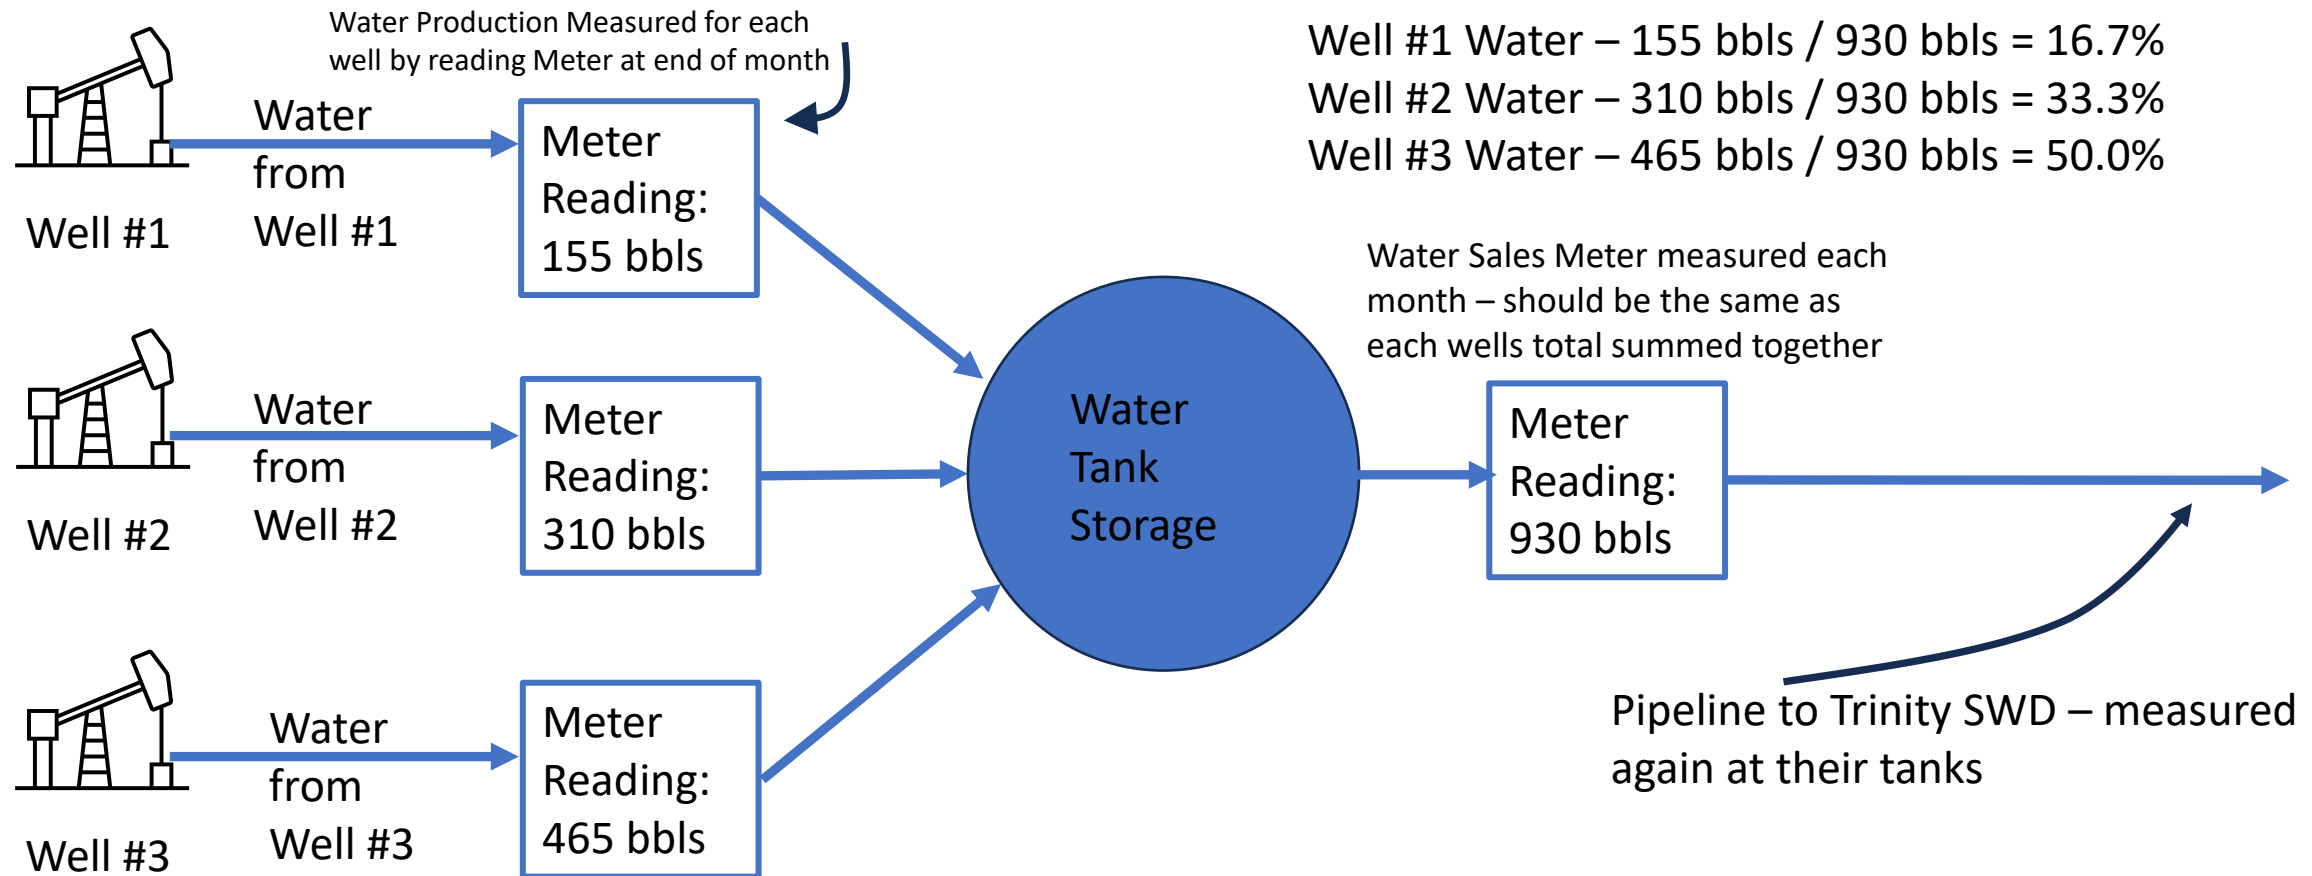 Water Production Measured for each
well by reading Meter at end of month
Well #1 Water – 155 bbls / 930 bbls = 16.7%
Well #2 Water – 310 bbls / 930 bbls = 33.3%
Well #3 Water – 465 bbls / 930 bbls = 50.0%
Well #1
Water
from
Well #1
Meter
Reading:
155 bbls
Water Sales Meter measured each
month – should be the same as
each wells total summed together
Well #2
Water
from
Well #2
Meter
Reading:
310 bbls
Water
Tank
Storage
Meter
Reading:
930 bbls
Well #3
Water
from
Well #3
Meter
Reading:
465 bbls
Pipeline to Trinity SWD – measured
again at their tanks